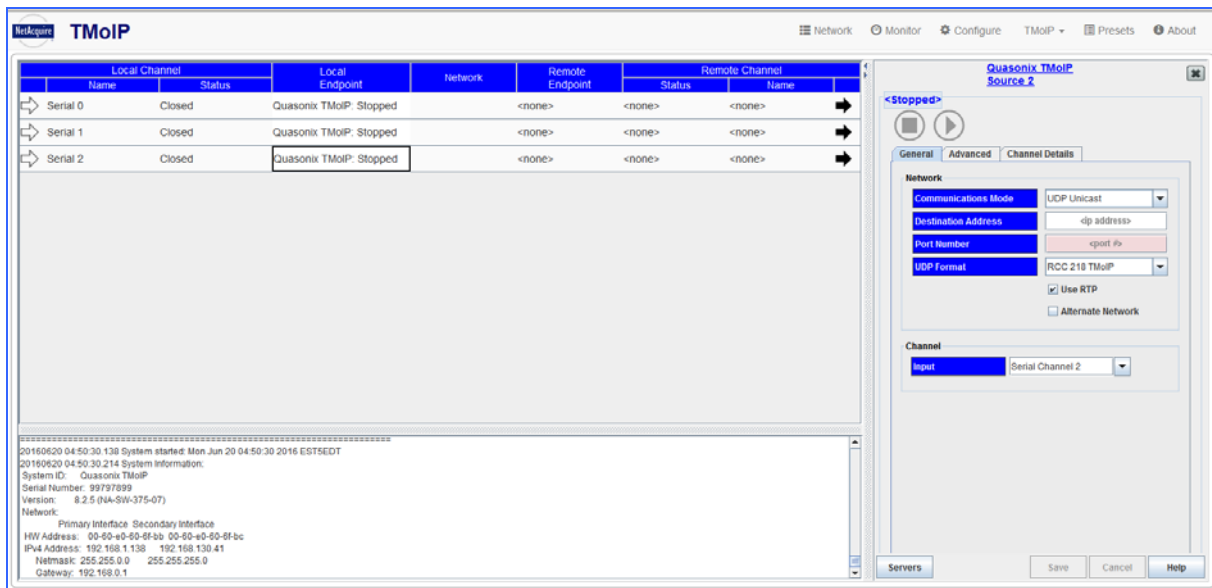 NetAcquire TMoIP Network Monitor Configure TMoIP Presets About
Local Channel Local Endpoint Network Remote Endpoint Remote Channel
Name Status Status Name
Serial 0 Closed Quasonix TMoIP: Stopped <none> <none> <none>
Serial 1 Closed Quasonix TMoIP: Stopped <none> <none> <none>
Serial 2 Closed Quasonix TMoIP: Stopped <none> <none> <none>
================================================================
20160620 04:50:30.138 System started: Mon Jun 20 04:50:30 2016 EST5EDT
20160620 04:50:30.214 System Information:
System ID: Quasonix TMoIP
Serial Number: 99797899
Version: 8.2.5 (NA-SW-375-07)
Network:
Primary Interface Secondary Interface
HW Address: 00-60-e0-60-6f-bb 00-60-e0-60-6f-bc
IPv4 Address: 192.168.1.138 192.168.130.41
Netmask: 255.255.0.0 255.255.255.0
Gateway: 192.168.0.1
Quasonix TMoIP
Source 2
<Stopped>
General Advanced Channel Details
Network
Communications Mode UDP Unicast
Destination Address <ip address>
Port Number <port #>
UDP Format RCC 218 TMoIP
Use RTP
Alternate Network
Channel
Input Serial Channel 2
Servers Save Cancel Help